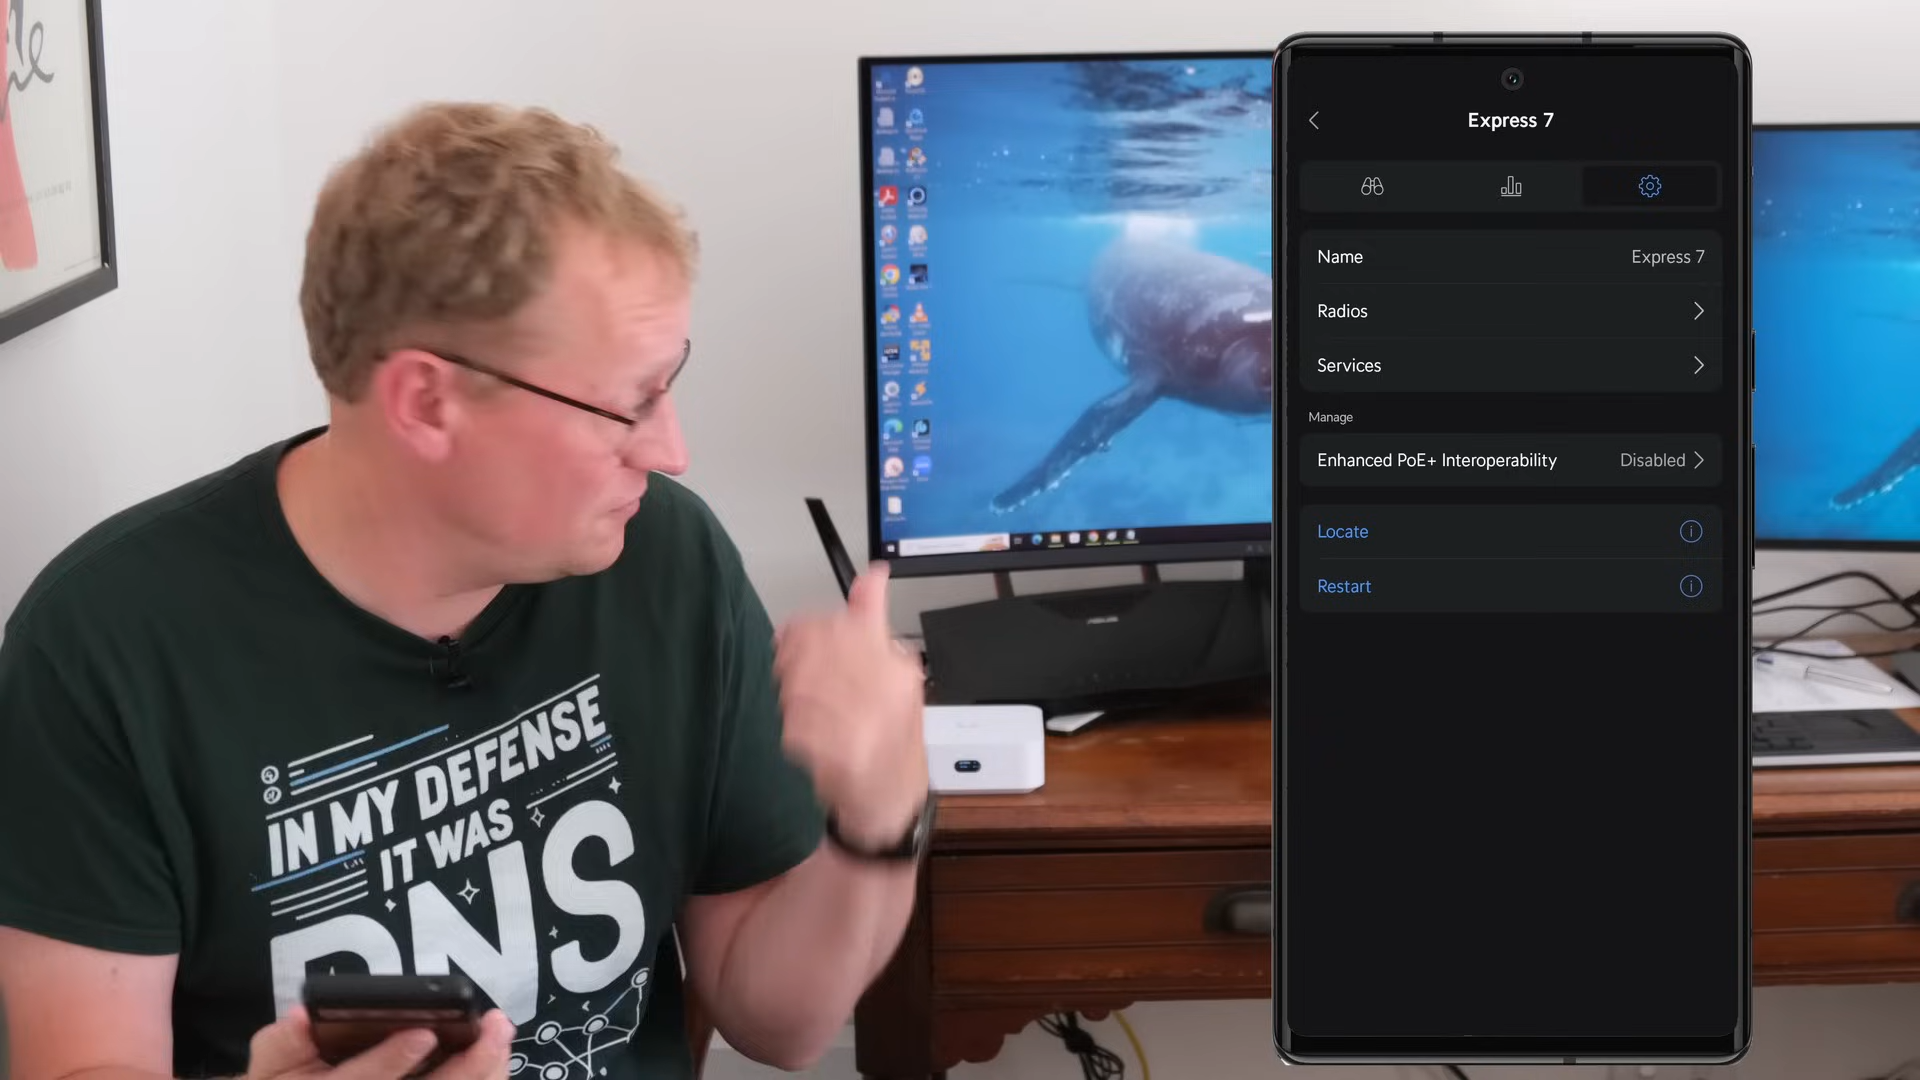 IN MY DEFENSE
IT WAS
DNS
ASUS
Express 7
Name
Express 7
Radios
Services
Manage
Enhanced PoE+ Interoperability
Disabled
Locate
Restart